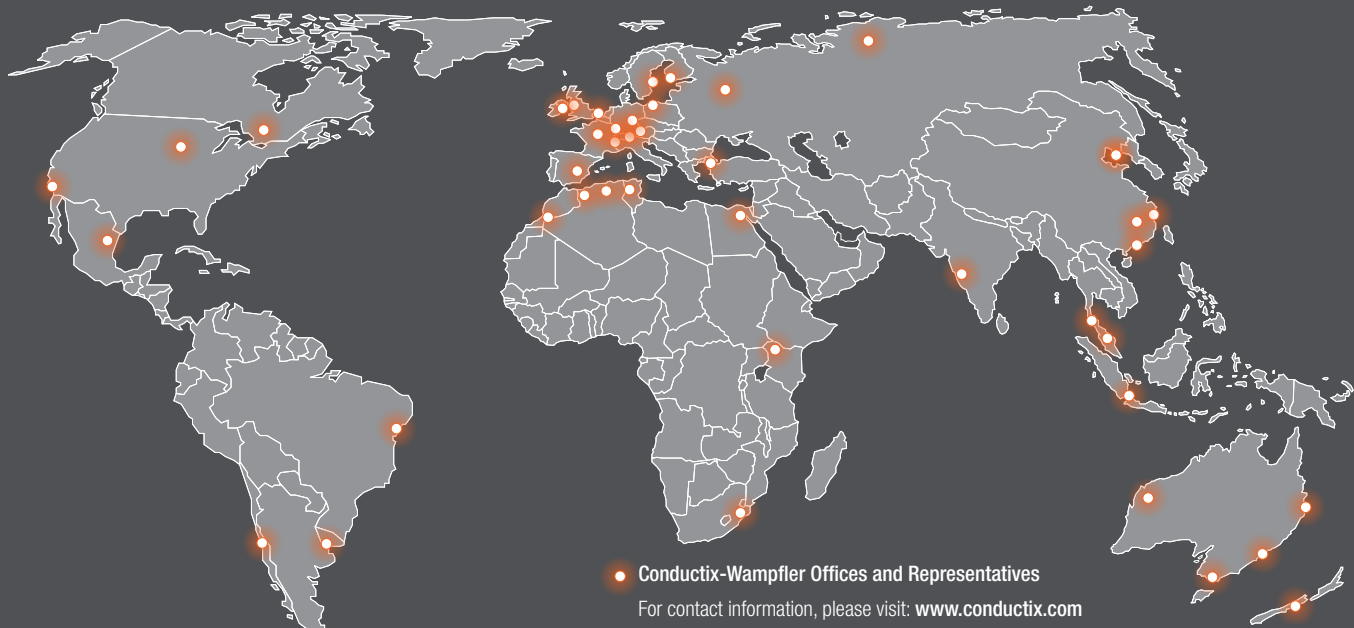 Conductix-Wampfler Offices and Representatives
For contact information, please visit: www.conductix.com